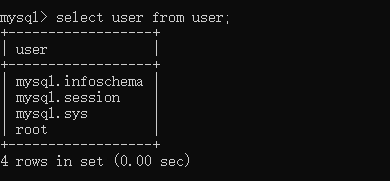 mysql> select user from user;
+------------------+
| user             |
+------------------+
| mysql.infoschema |
| mysql.session    |
| mysql.sys        |
| root             |
+------------------+
4 rows in set (0.00 sec)